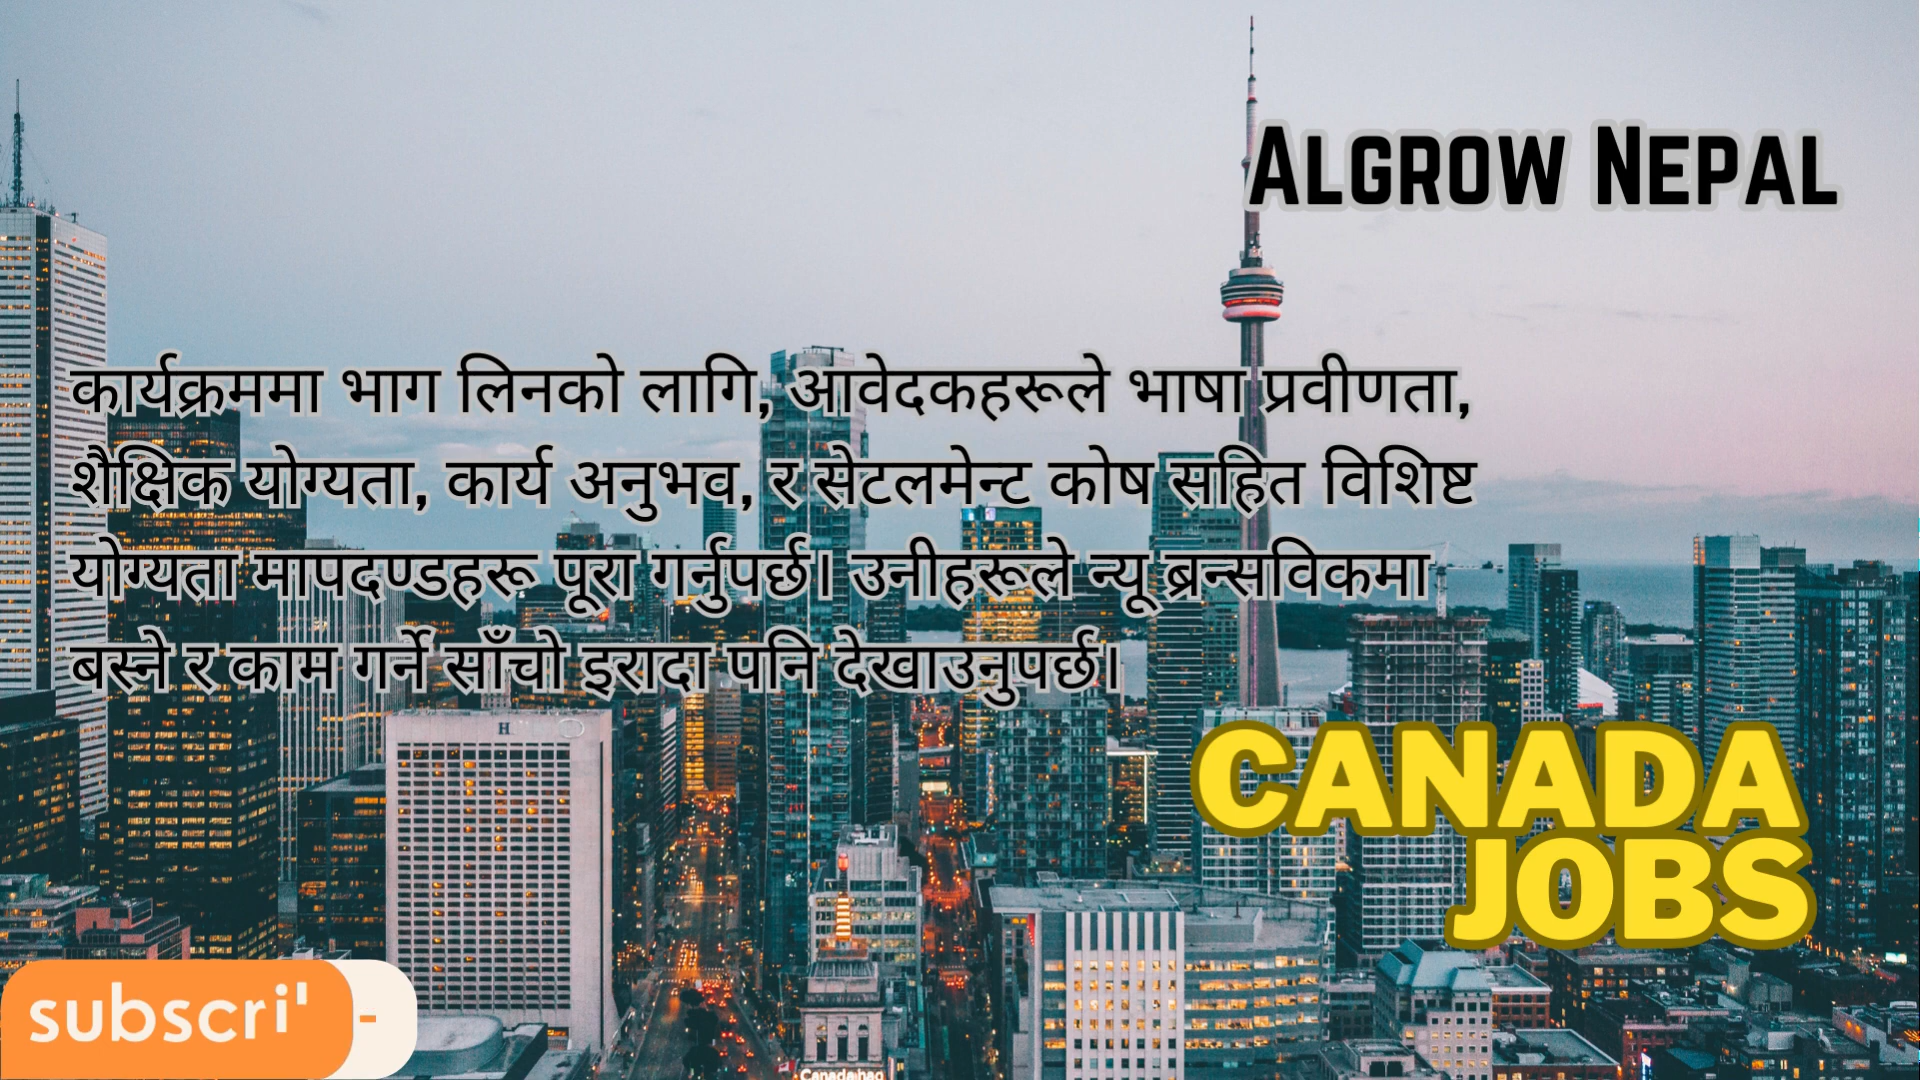 ALGROW NEPAL
कार्यक्रममा भाग लिनको लागि, आवेदकहरूले भाषा प्रवीणता,
शैक्षिक योग्यता, कार्य अनुभव, र सेटलमेन्ट कोष सहित विशिष्ट
योग्यता मापदण्डहरू पूरा गर्नुपर्छ। उनीहरूले न्यू ब्रन्सविकमा
बस्ने र काम गर्ने साँचो इरादा पनि देखाउनुपर्छ।
H
CANADA
JOBS
subscri